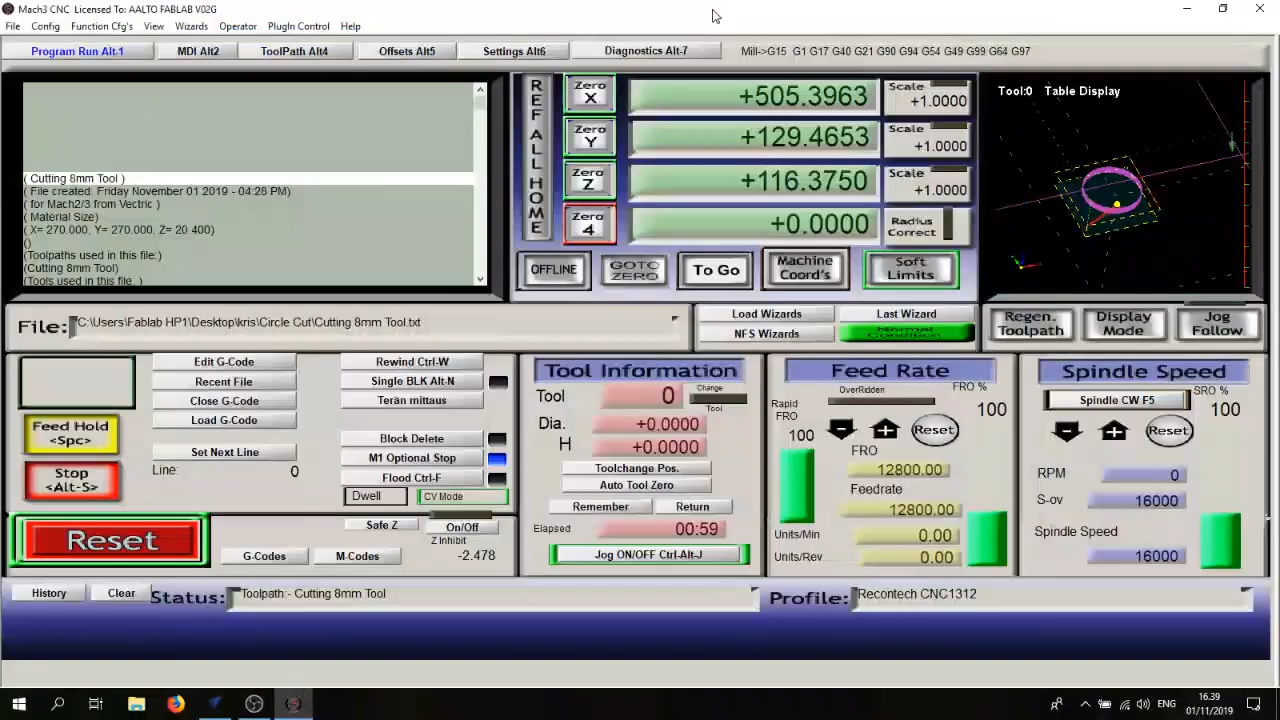 Mach3 CNC Licensed To: AALTO FABLAB V02G
File Config Function Cfg's View Wizards Operator PlugIn Control Help
Program Run Alt-1 MDI Alt2 ToolPath Alt4 Offsets Alt5 Settings Alt6 Diagnostics Alt-7 Mill->G15 G1 G17 G40 G21 G90 G94 G54 G49 G99 G64 G97
( Cutting 8mm Tool )
( File created: Friday November 01 2019 - 04:26 PM)
( for Mach2/3 from Vectric )
( Material Size)
( X= 270.000, Y= 270.000, Z= 20 400)
()
(Toolpaths used in this file:)
(Cutting 8mm Tool)
(Tools used in this file. )
REF ALL HOME
Zero X +505.3963 Scale +1.0000
Zero Y +129.4653 Scale +1.0000
Zero Z +116.3750 Scale +1.0000
Zero 4 +0.0000 Radius Correct
OFFLINE GOTO ZERO To Go Machine Coord's Soft Limits
Tool:0 Table Display
File: C:\Users\Fablab HP1\Desktop\kris\Circle Cut\Cutting 8mm Tool.txt
Load Wizards Last Wizard
NFS Wizards Normal Condition
Regen. Toolpath Display Mode Jog Follow
Edit G-Code
Recent File
Close G-Code
Load G-Code
Set Next Line
Line: 0
Rewind Ctrl-W
Single BLK Alt-N
Terän mittaus
Block Delete
M1 Optional Stop
Flood Ctrl-F
Dwell CV Mode
Feed Hold
<Spc>
Stop
<Alt-S>
Reset
Safe Z On/Off
Z Inhibit
G-Codes M-Codes -2.478
Tool Information
Tool 0 Change Tool
Dia. +0.0000
H +0.0000
Toolchange Pos.
Auto Tool Zero
Remember Return
Elapsed 00:59
Jog ON/OFF Ctrl-Alt-J
Feed Rate
OverRidden
FRO % 100
Rapid FRO 100
Reset
FRO 12800.00
Feedrate 12800.00
Units/Min 0.00
Units/Rev 0.00
Spindle Speed
Spindle CW F5
SRO % 100
Reset
RPM 0
S-ov 16000
Spindle Speed
16000
History Clear Status: Toolpath:- Cutting 8mm Tool Profile: Recontech CNC1312
ENG
16.39
01/11/2019